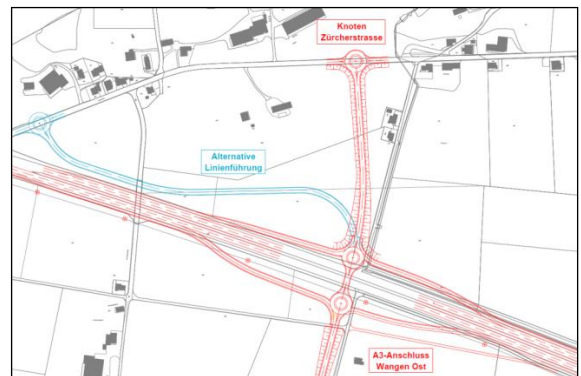 Knoten
Zürcherstrasse
Alternative
Linienführung
A3-Anschluss
Wangen Ost